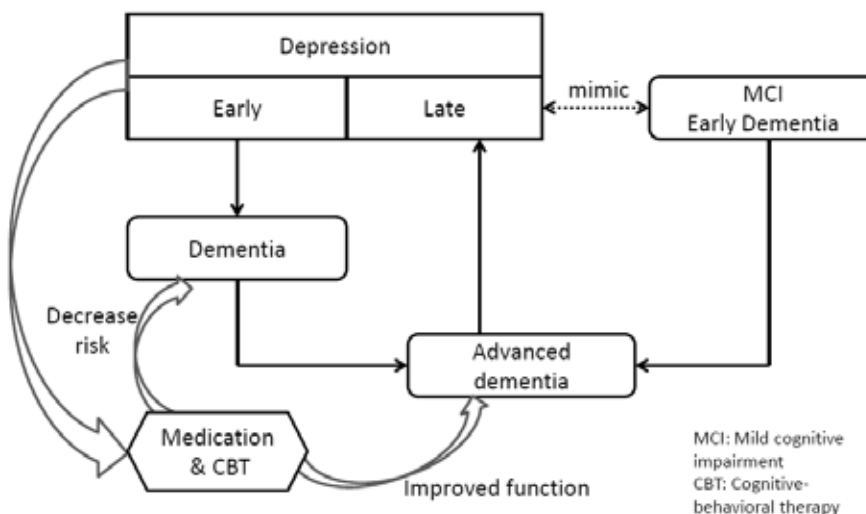 Depression
Early
Late
mimic
MCI
Early Dementia
Dementia
Decrease
risk
Advanced
dementia
Medication
& CBT
Improved function
MCI: Mild cognitive
impairment
CBT: Cognitive-
behavioral therapy